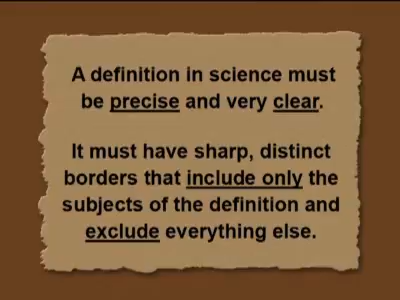 A definition in science must
be precise and very clear.
It must have sharp, distinct
borders that include only the
subjects of the definition and
exclude everything else.